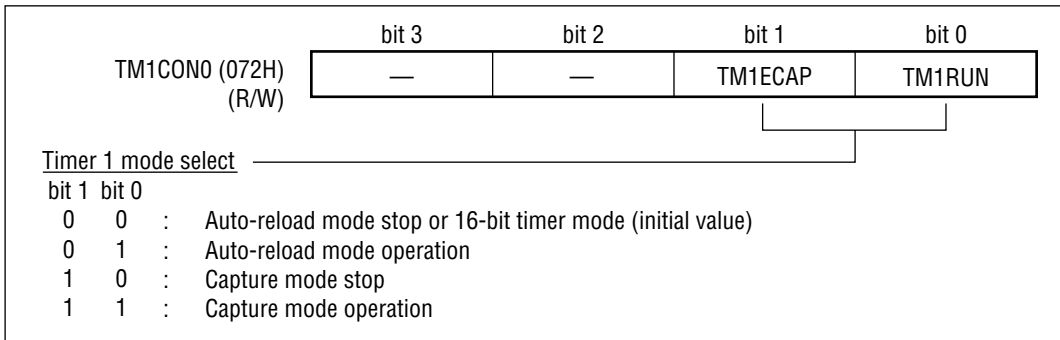 bit 3 bit 2 bit 1 bit 0
TM1CON0 (072H) — — TM1ECAP TM1RUN
(R/W)
Timer 1 mode select
bit 1 bit 0
0 0 : Auto-reload mode stop or 16-bit timer mode (initial value)
0 1 : Auto-reload mode operation
1 0 : Capture mode stop
1 1 : Capture mode operation